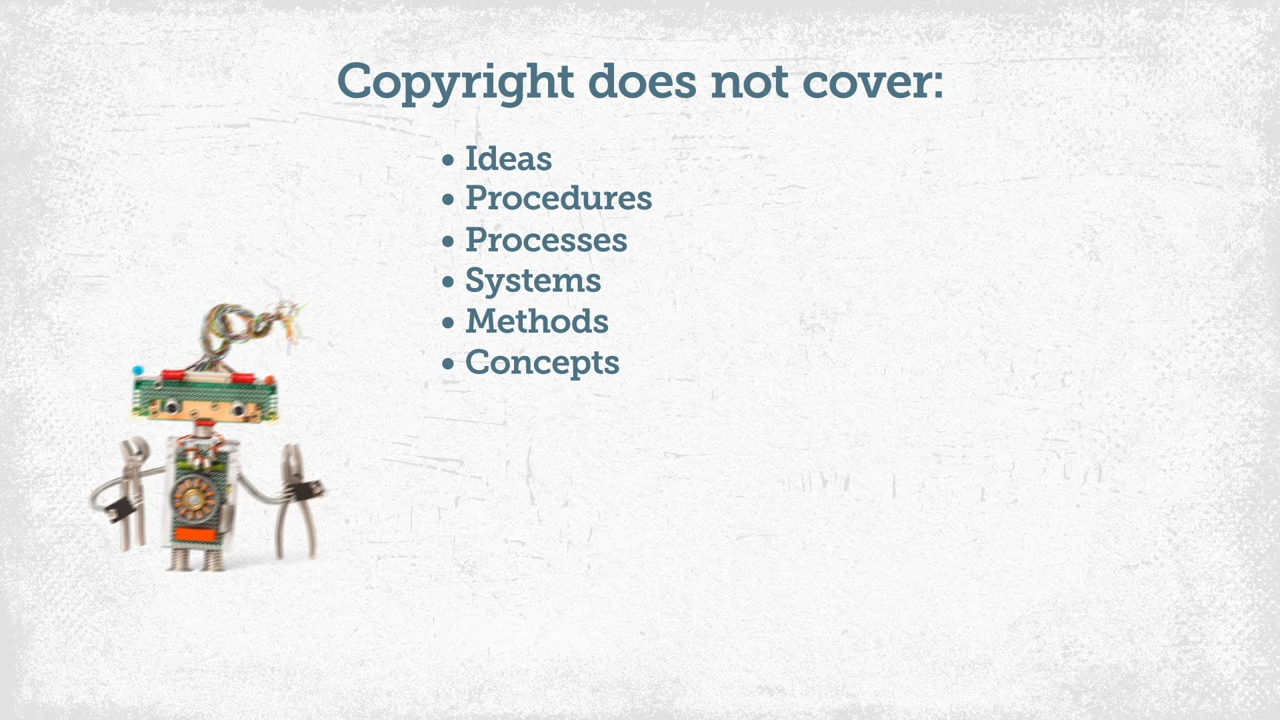 Copyright does not cover:
• Ideas
• Procedures
• Processes
• Systems
• Methods
• Concepts